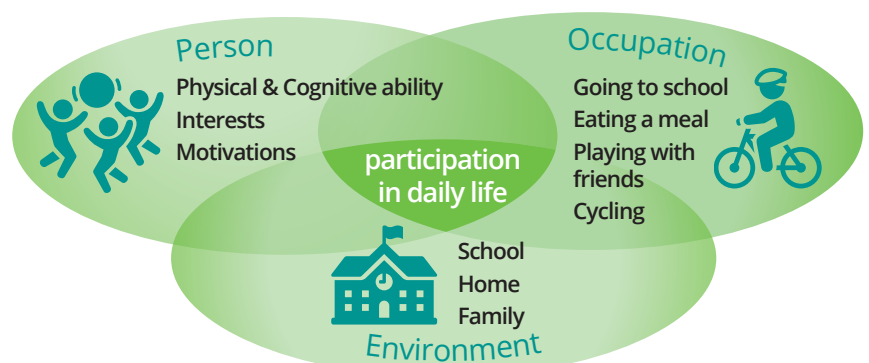 Person
Physical & Cognitive ability
Interests
Motivations
Occupation
Going to school
Eating a meal
Playing with
friends
Cycling
participation
in daily life
School
Home
Family
Environment